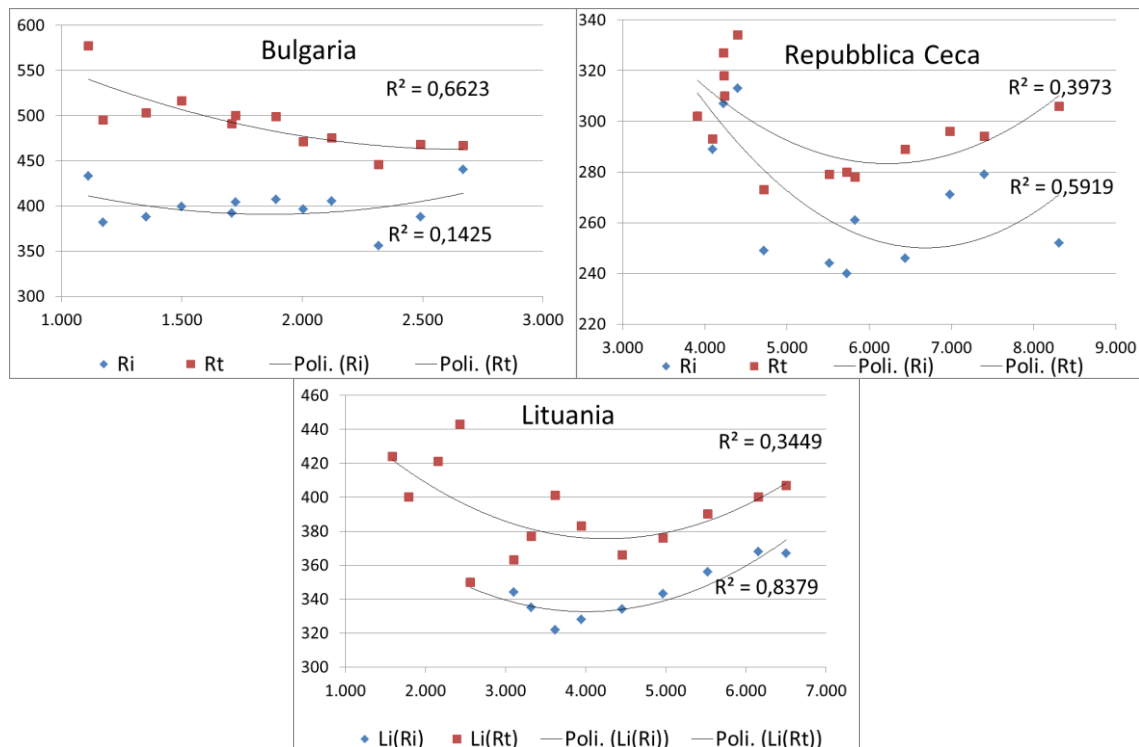 Bulgaria
600
550
500
450
400
350
300
R² = 0,6623
R² = 0,1425
1.000 1.500 2.000 2.500 3.000
Ri Rt Poli. (Ri) Poli. (Rt)
Repubblica Ceca
340
320
300
280
260
240
220
R² = 0,3973
R² = 0,5919
3.000 4.000 5.000 6.000 7.000 8.000 9.000
Ri Rt Poli. (Ri) Poli. (Rt)
Lituania
460
440
420
400
380
360
340
320
300
R² = 0,3449
R² = 0,8379
1.000 2.000 3.000 4.000 5.000 6.000 7.000
Li(Ri) Li(Rt) Poli. (Li(Ri)) Poli. (Li(Rt))